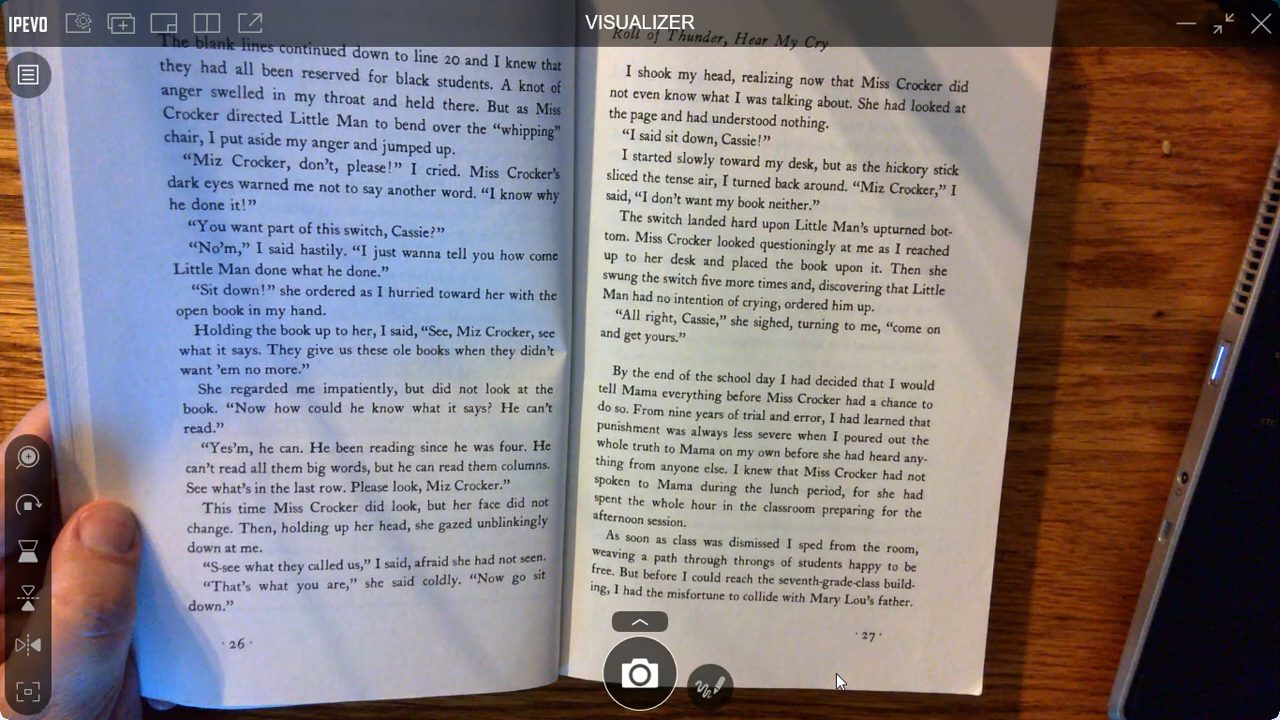 IPEVO
VISUALIZER
The blank lines continued down to line 20 and I knew that
they had all been reserved for black students. A knot of
anger swelled in my throat and held there. But as Miss
Crocker directed Little Man to bend over the “whipping”
chair, I put aside my anger and jumped up.
“Miz Crocker, don’t, please!” I cried. Miss Crocker’s
dark eyes warned me not to say another word. “I know why
he done it!”
“You want part of this switch, Cassie?”
“No’m,” I said hastily. “I just wanna tell you how come
Little Man done what he done.”
“Sit down!” she ordered as I hurried toward her with the
open book in my hand.
Holding the book up to her, I said, “See, Miz Crocker, see
what it says. They give us these ole books when they didn’t
want ’em no more.”
She regarded me impatiently, but did not look at the
book. “Now how could he know what it says? He can’t
read.”
“Yes’m, he can. He been reading since he was four. He
can’t read all them big words, but he can read them columns.
See what’s in the last row. Please look, Miz Crocker.”
This time Miss Crocker did look, but her face did not
change. Then, holding up her head, she gazed unblinkingly
down at me.
“S-see what they called us,” I said, afraid she had not seen.
“That’s what you are,” she said coldly. “Now go sit
down.”
· 26 ·
Roll of Thunder, Hear My Cry
I shook my head, realizing now that Miss Crocker did
not even know what I was talking about. She had looked at
the page and had understood nothing.
“I said sit down, Cassie!”
I started slowly toward my desk, but as the hickory stick
sliced the tense air, I turned back around. “Miz Crocker,” I
said, “I don’t want my book neither.”
The switch landed hard upon Little Man’s upturned bot-
tom. Miss Crocker looked questioningly at me as I reached
up to her desk and placed the book upon it. Then she
swung the switch five more times and, discovering that Little
Man had no intention of crying, ordered him up.
“All right, Cassie,” she sighed, turning to me, “come on
and get yours.”
By the end of the school day I had decided that I would
tell Mama everything before Miss Crocker had a chance to
do so. From nine years of trial and error, I had learned that
punishment was always less severe when I poured out the
whole truth to Mama on my own before she had heard any-
thing from anyone else. I knew that Miss Crocker had not
spoken to Mama during the lunch period, for she had
spent the whole hour in the classroom preparing for the
afternoon session.
As soon as class was dismissed I sped from the room,
weaving a path through throngs of students happy to be
free. But before I could reach the seventh-grade-class build-
ing, I had the misfortune to collide with Mary Lou’s father.
· 27 ·